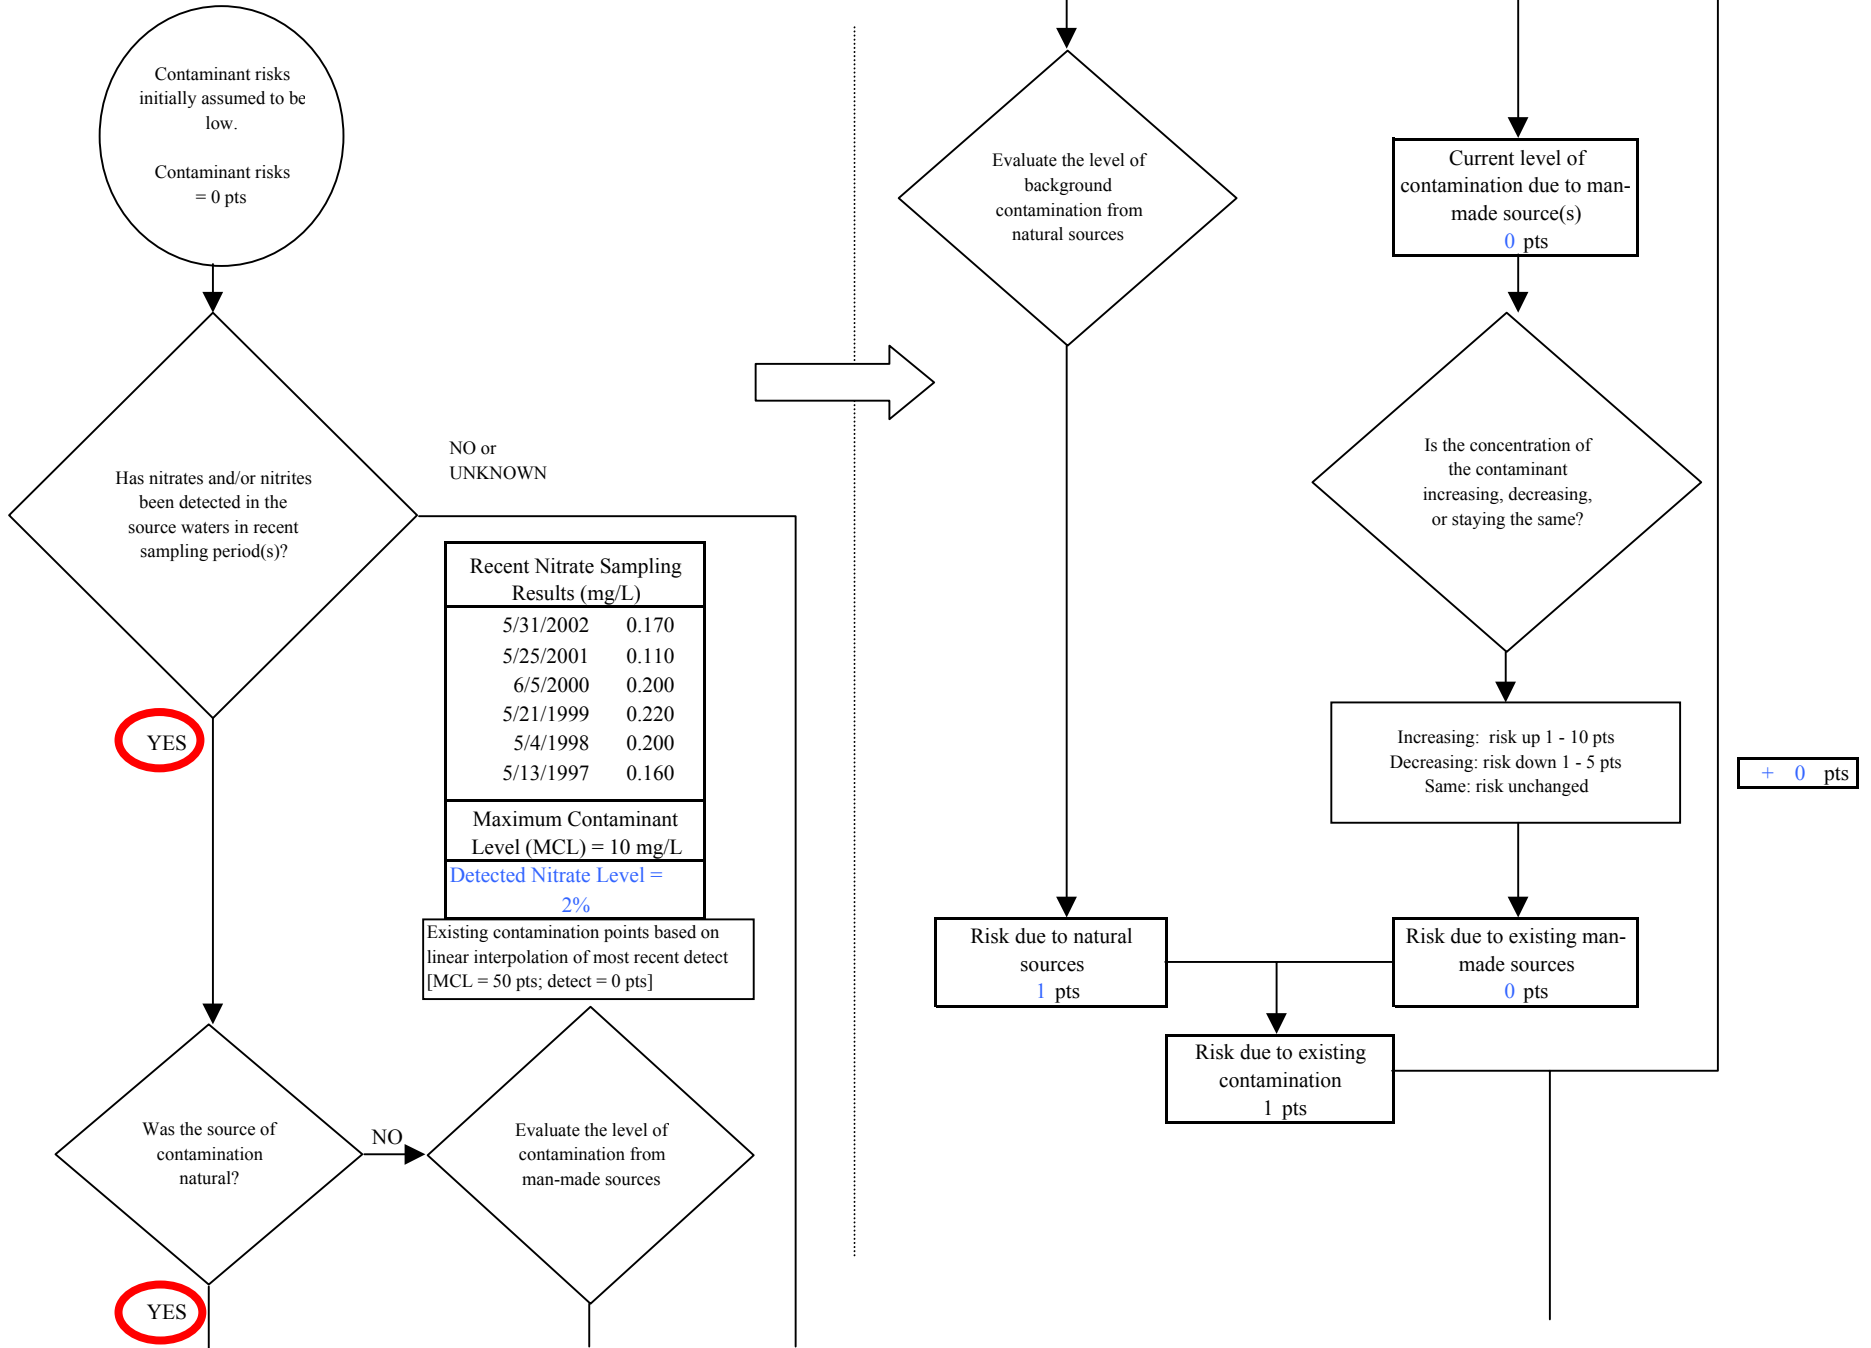 Contaminant risks
initially assumed to be
low.
Contaminant risks
= 0 pts
Has nitrates and/or nitrites
been detected in the
source waters in recent
sampling period(s)?
NO or
UNKNOWN
YES
Recent Nitrate Sampling
Results (mg/L)
5/31/2002 0.170
5/25/2001 0.110
6/5/2000 0.200
5/21/1999 0.220
5/4/1998 0.200
5/13/1997 0.160
Maximum Contaminant
Level (MCL) = 10 mg/L
Detected Nitrate Level =
2%
Existing contamination points based on
linear interpolation of most recent detect
[MCL = 50 pts; detect = 0 pts]
Was the source of
contamination
natural?
NO
Evaluate the level of
contamination from
man-made sources
YES
Evaluate the level of
background
contamination from
natural sources
Current level of
contamination due to man-
made source(s)
0 pts
Is the concentration of
the contaminant
increasing, decreasing,
or staying the same?
Increasing: risk up 1 - 10 pts
Decreasing: risk down 1 - 5 pts
Same: risk unchanged
+ 0 pts
Risk due to natural
sources
1 pts
Risk due to existing man-
made sources
0 pts
Risk due to existing
contamination
1 pts